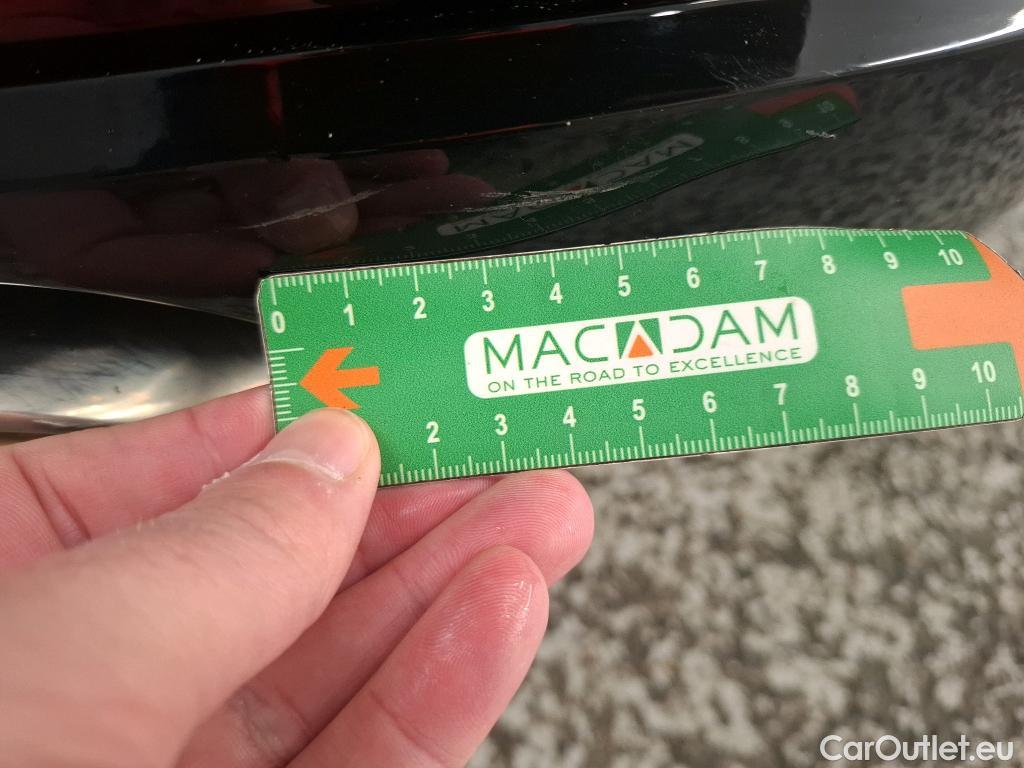 0 1 2 3 4 5 6 7 8 9 10
MACADAM
ON THE ROAD TO EXCELLENCE
2 3 4 5 6 7 8 9 10
CarOutlet.eu